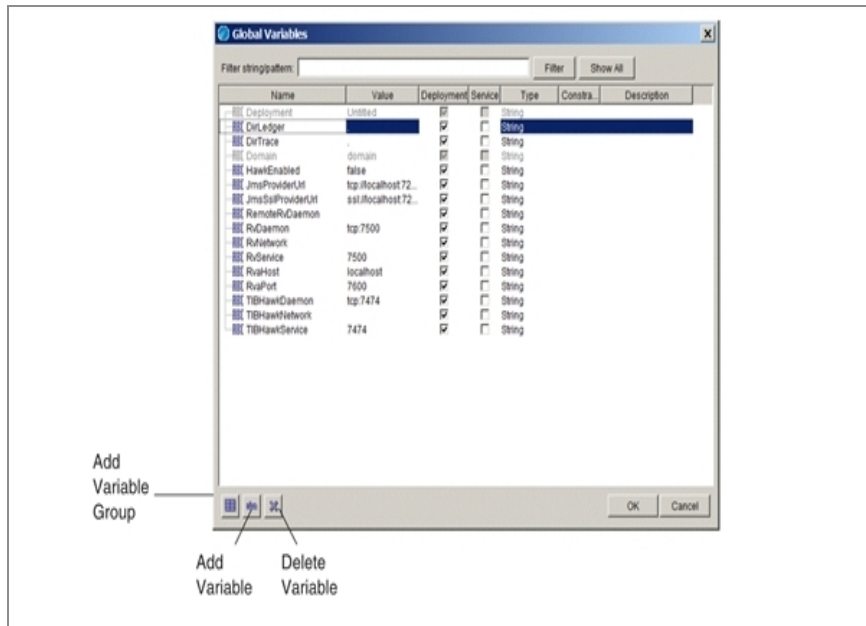 Global Variables
Filter string/pattern:
Filter
Show All
Name Value Deployment Service Type Constra... Description
Deployment Untitled String
DirLedger . String
DirTrace . String
Domain domain String
HawkEnabled false String
JmsProviderUrl tcp://localhost:72... String
JmsSslProviderUrl ssl://localhost:72... String
RemoteRvDaemon String
RvDaemon tcp:7500 String
RvNetwork String
RvService 7500 String
RvaHost localhost String
RvaPort 7600 String
TIBHawkDaemon tcp:7474 String
TIBHawkNetwork String
TIBHawkService 7474 String
OK Cancel
Add
Variable
Group
Add
Variable
Delete
Variable